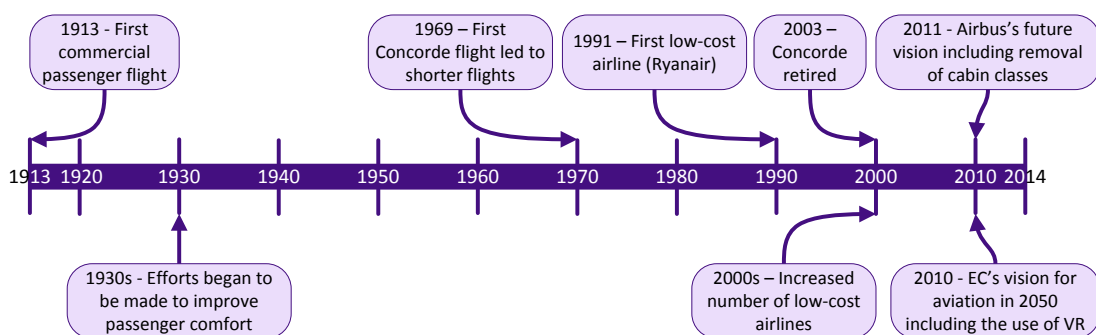 1913 - First
commercial
passenger flight
1969 – First
Concorde flight led to
shorter flights
1991 – First low-cost
airline (Ryanair)
2003 –
Concorde
retired
2011 - Airbus’s future
vision including removal
of cabin classes
1913 1920 1930 1940 1950 1960 1970 1980 1990 2000 2010 2014
1930s - Efforts began to
be made to improve
passenger comfort
2000s – Increased
number of low-cost
airlines
2010 - EC’s vision for
aviation in 2050
including the use of VR